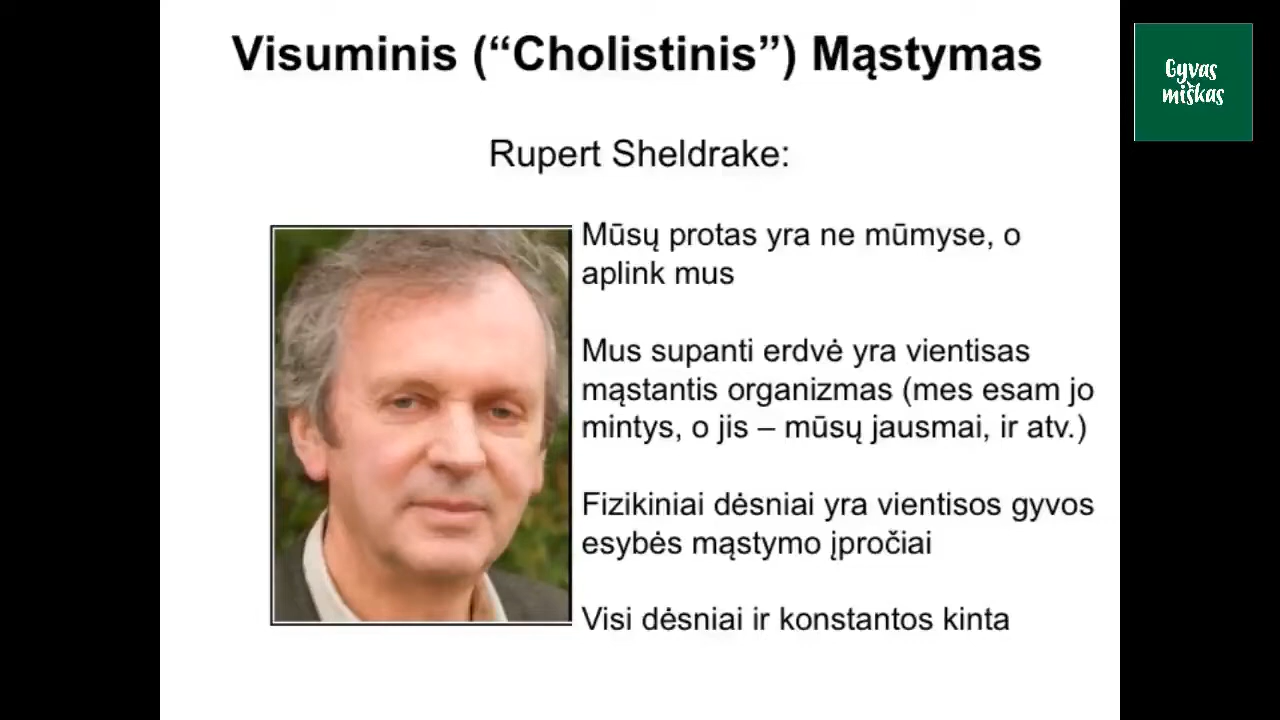 Visuminis (“Cholistinis”) Mąstymas
Gyvas
miškas
Rupert Sheldrake:
Mūsų protas yra ne mūmyse, o
aplink mus
Mus supanti erdvė yra vientisas
mąstantis organizmas (mes esam jo
mintys, o jis – mūsų jausmai, ir atv.)
Fizikiniai dėsniai yra vientisos gyvos
esybės mąstymo įpročiai
Visi dėsniai ir konstantos kinta